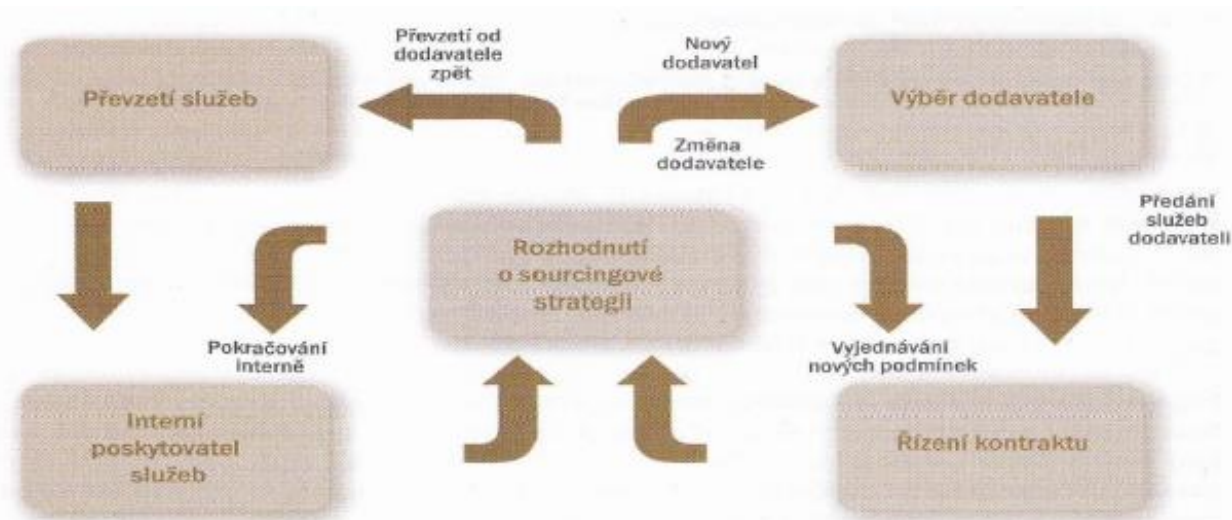 Převzetí služeb
Převzetí od
dodavatele
zpět
Nový
dodavatel
Změna
dodavatele
Výběr dodavatele
Předání
služeb
dodavateli
Rozhodnutí
o sourcingové
strategii
Pokračování
interně
Vyjednávání
nových podmínek
Interní
poskytovatel
služeb
Řízení kontraktu